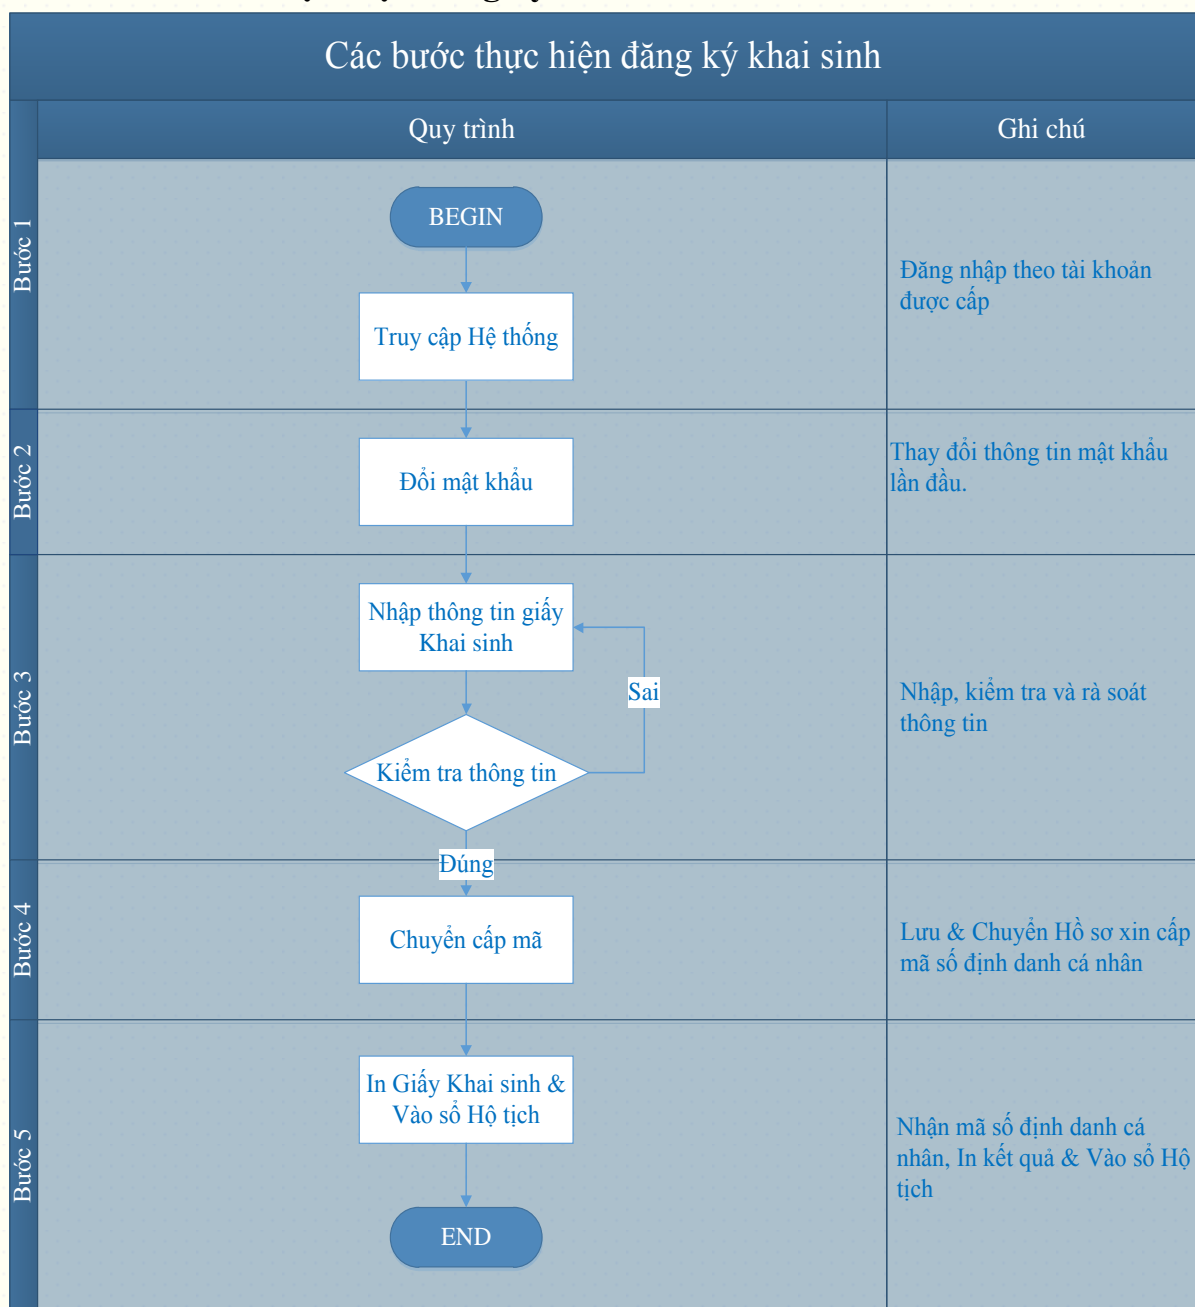 Các bước thực hiện đăng ký khai sinh
Quy trình
Ghi chú
Bước 1
BEGIN
Truy cập Hệ thống
Đăng nhập theo tài khoản
được cấp
Bước 2
Đổi mật khẩu
Thay đổi thông tin mật khẩu
lần đầu.
Bước 3
Nhập thông tin giấy
Khai sinh
Sai
Kiểm tra thông tin
Nhập, kiểm tra và rà soát
thông tin
Đúng
Bước 4
Chuyển cấp mã
Lưu & Chuyển Hồ sơ xin cấp
mã số định danh cá nhân
Bước 5
In Giấy Khai sinh &
Vào sổ Hộ tịch
END
Nhận mã số định danh cá
nhân, In kết quả & Vào sổ Hộ
tịch